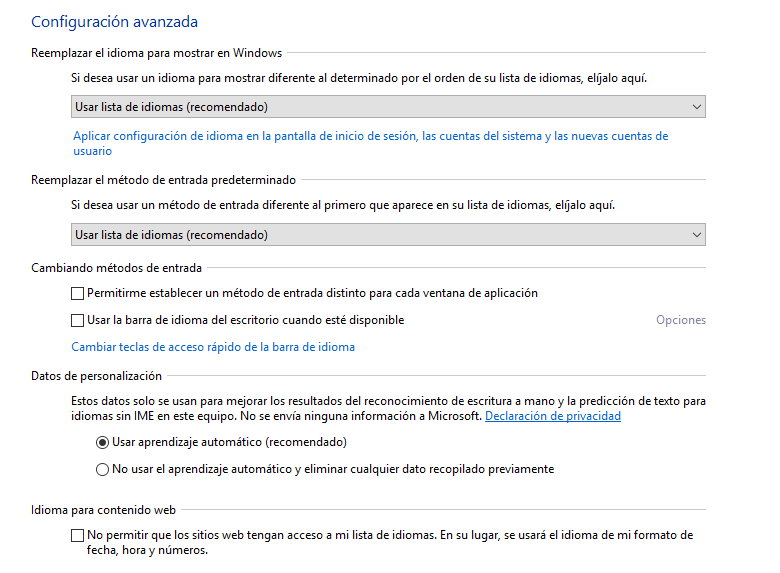 Configuración avanzada
Reemplazar el idioma para mostrar en Windows
Si desea usar un idioma para mostrar diferente al determinado por el orden de su lista de idiomas, elíjalo aquí.
Usar lista de idiomas (recomendado)
Aplicar configuración de idioma en la pantalla de inicio de sesión, las cuentas del sistema y las nuevas cuentas de
usuario
Reemplazar el método de entrada predeterminado
Si desea usar un método de entrada diferente al primero que aparece en su lista de idiomas, elíjalo aquí.
Usar lista de idiomas (recomendado)
Cambiando métodos de entrada
Permitirme establecer un método de entrada distinto para cada ventana de aplicación
Usar la barra de idioma del escritorio cuando esté disponible Opciones
Cambiar teclas de acceso rápido de la barra de idioma
Datos de personalización
Estos datos solo se usan para mejorar los resultados del reconocimiento de escritura a mano y la predicción de texto para
idiomas sin IME en este equipo. No se envía ninguna información a Microsoft. Declaración de privacidad
Usar aprendizaje automático (recomendado)
No usar el aprendizaje automático y eliminar cualquier dato recopilado previamente
Idioma para contenido web
No permitir que los sitios web tengan acceso a mi lista de idiomas. En su lugar, se usará el idioma de mi formato de
fecha, hora y números.